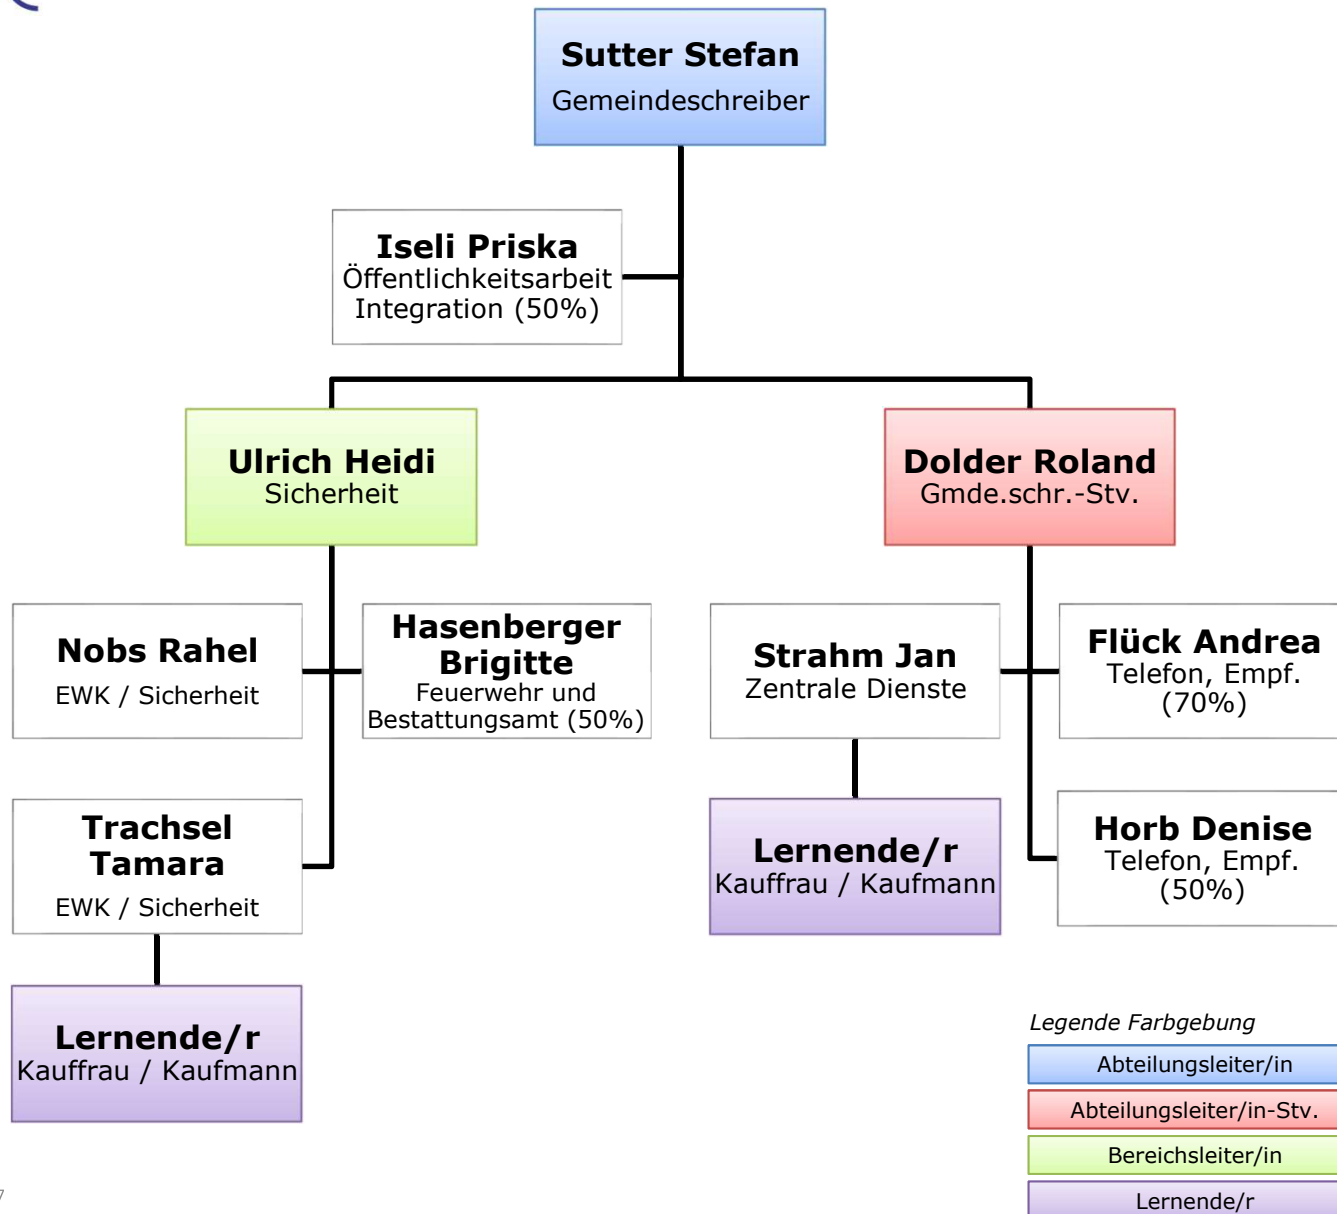 Sutter Stefan
Gemeindeschreiber
Iseli Priska
Öffentlichkeitsarbeit
Integration (50%)
Ulrich Heidi
Sicherheit
Dolder Roland
Gmde.schr.-Stv.
Nobs Rahel
EWK / Sicherheit
Hasenberger
Brigitte
Feuerwehr und
Bestattungsamt (50%)
Strahm Jan
Zentrale Dienste
Flück Andrea
Telefon, Empf.
(70%)
Trachsel
Tamara
EWK / Sicherheit
Lernende/r
Kauffrau / Kaufmann
Horb Denise
Telefon, Empf.
(50%)
Lernende/r
Kauffrau / Kaufmann
Legende Farbgebung
Abteilungsleiter/in
Abteilungsleiter/in-Stv.
Bereichsleiter/in
Lernende/r
7